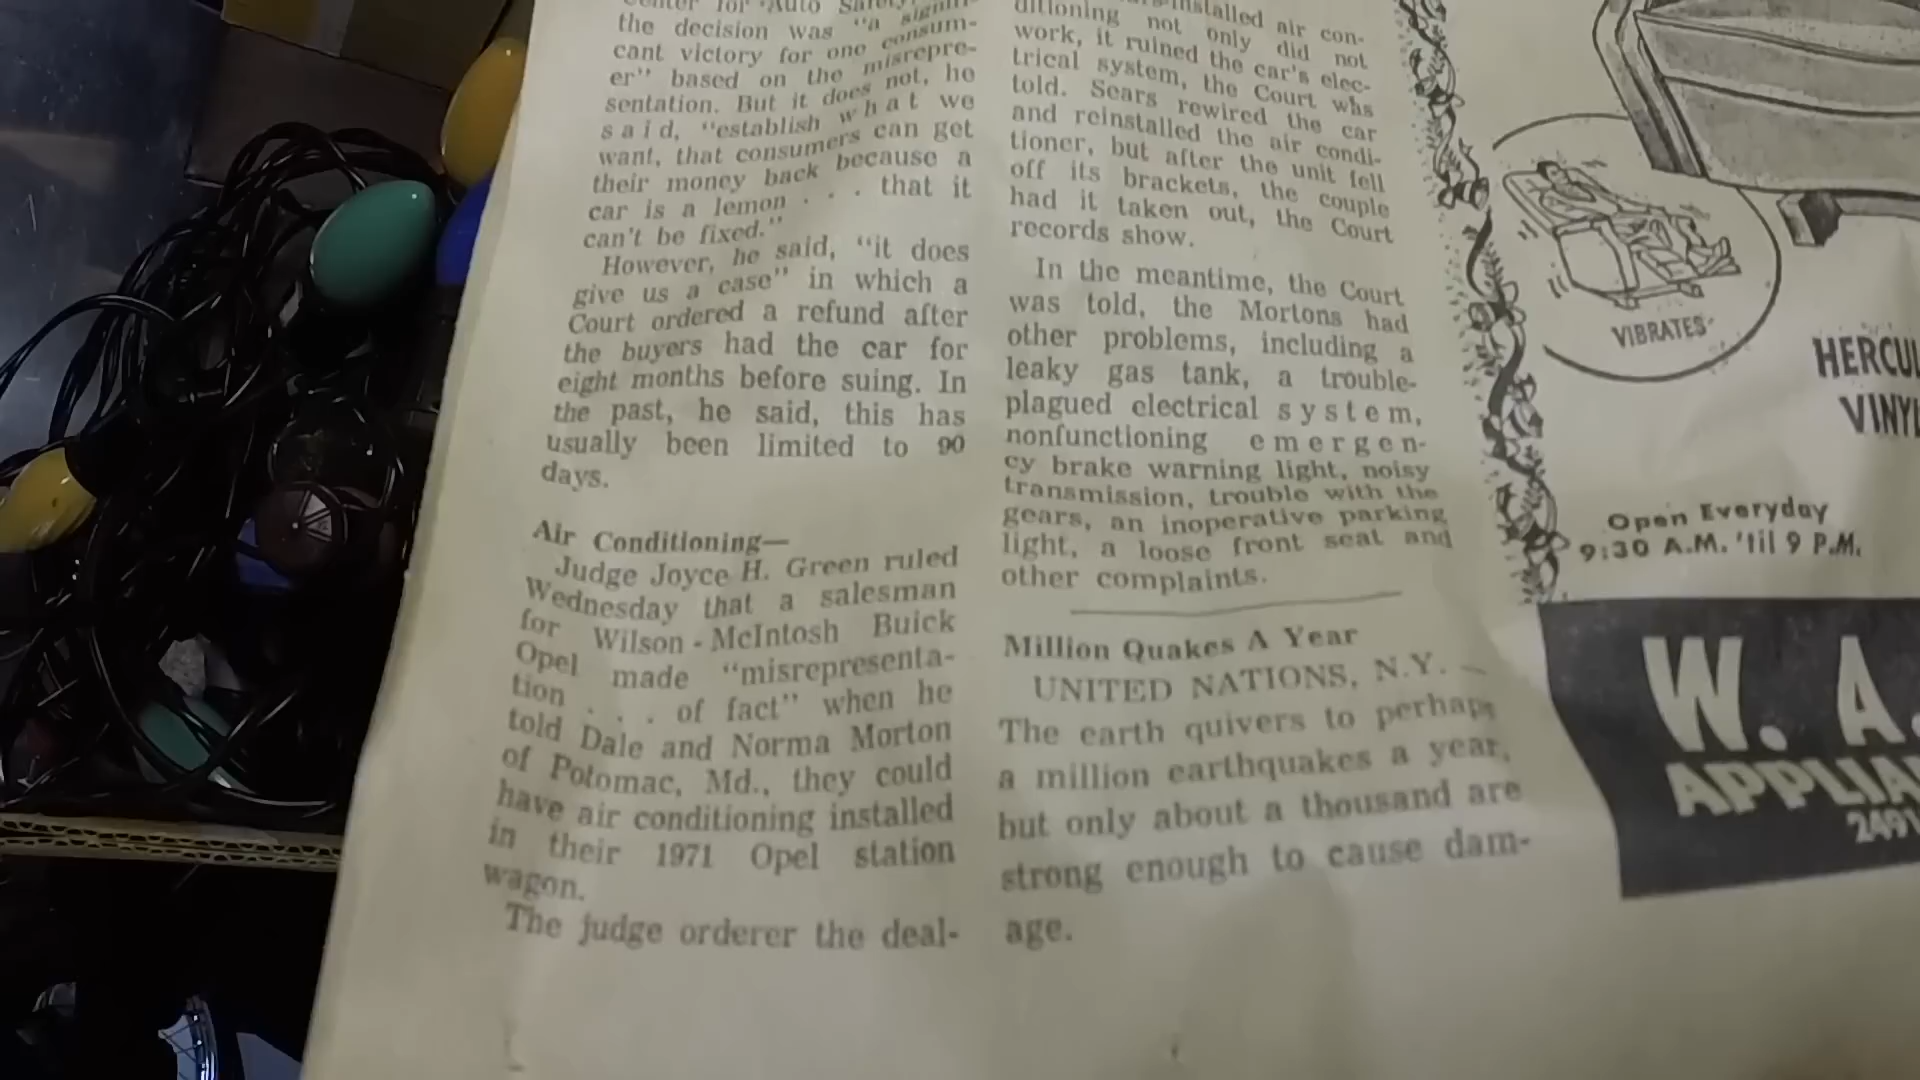 Center for Auto Safety,
the decision was "a signifi-
cant victory for one consum-
er" based on the misrepre-
sentation. But it does not, he
said, "establish what we
want, that consumers can get
their money back because a
car is a lemon . . . that it
can't be fixed."
However, he said, "it does
give us a case" in which a
Court ordered a refund after
the buyers had the car for
eight months before suing. In
the past, he said, this has
usually been limited to 90
days.
Air Conditioning—
Judge Joyce H. Green ruled
Wednesday that a salesman
for Wilson - McIntosh Buick
Opel made "misrepresenta-
tion . . . of fact" when he
told Dale and Norma Morton
of Potomac, Md., they could
have air conditioning installed
in their 1971 Opel station
wagon.
The judge orderer the deal-
installed air con-
ditioning not only did not
work, it ruined the car's elec-
trical system, the Court was
told. Sears rewired the car
and reinstalled the air condi-
tioner, but after the unit fell
off its brackets, the couple
had it taken out, the Court
records show.
In the meantime, the Court
was told, the Mortons had
other problems, including a
leaky gas tank, a trouble-
plagued electrical system,
nonfunctioning emergen-
cy brake warning light, noisy
transmission, trouble with the
gears, an inoperative parking
light, a loose front seat and
other complaints.
Million Quakes A Year
UNITED NATIONS, N.Y. —
The earth quivers to perhaps
a million earthquakes a year,
but only about a thousand are
strong enough to cause dam-
age.
VIBRATES
HERCUL
VINYL
Open Everyday
9:30 A.M. 'til 9 P.M.
W. A.
APPLIA
2491